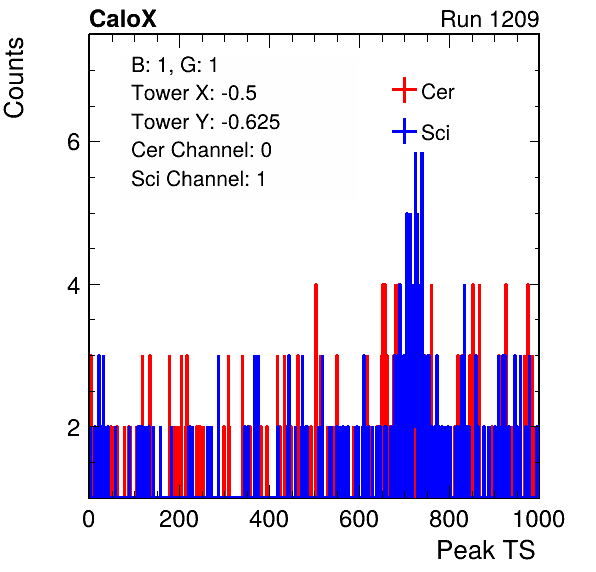 CaloX
Run 1209
Counts
B: 1, G: 1
Tower X: -0.5
Tower Y: -0.625
Cer Channel: 0
Sci Channel: 1
Cer
Sci
6
4
2
0 200 400 600 800 1000
Peak TS